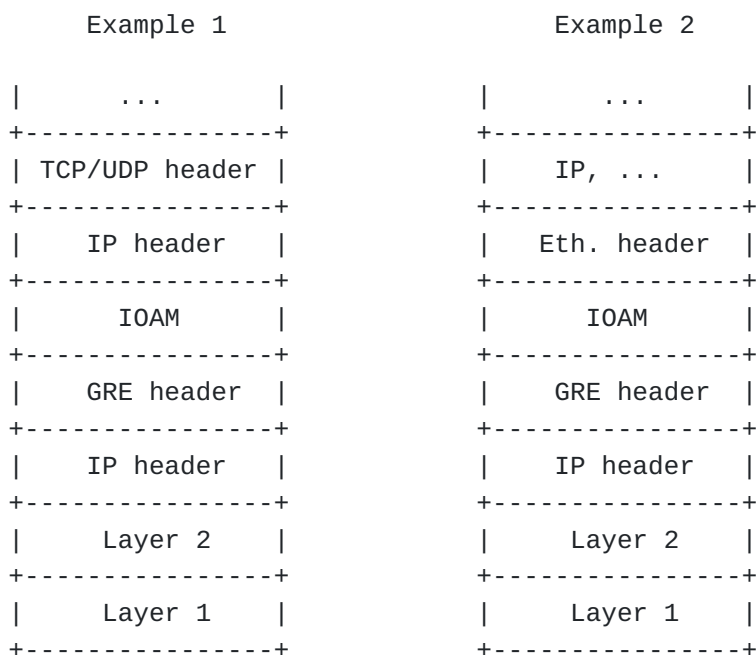 Example 1                     Example 2
|      ...       |            |       ...      |
+----------------+            +----------------+
| TCP/UDP header |            |    IP, ...     |
+----------------+            +----------------+
|   IP header    |            |   Eth. header  |
+----------------+            +----------------+
|      IOAM      |            |      IOAM      |
+----------------+            +----------------+
|   GRE header   |            |   GRE header   |
+----------------+            +----------------+
|   IP header    |            |   IP header    |
+----------------+            +----------------+
|    Layer 2     |            |    Layer 2     |
+----------------+            +----------------+
|    Layer 1     |            |    Layer 1     |
+----------------+            +----------------+